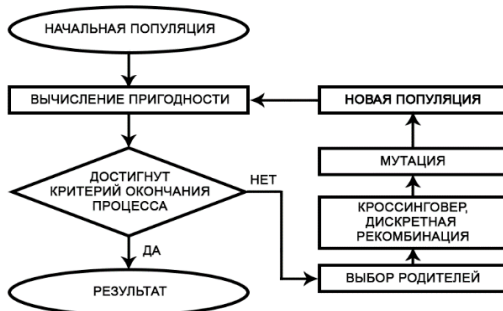 НАЧАЛЬНАЯ ПОПУЛЯЦИЯ
ВЫЧИСЛЕНИЕ ПРИГОДНОСТИ
НОВАЯ ПОПУЛЯЦИЯ
МУТАЦИЯ
ДОСТИГНУТ
КРИТЕРИЙ ОКОНЧАНИЯ
ПРОЦЕССА
НЕТ
КРОССИНГОВЕР,
ДИСКРЕТНАЯ
РЕКОМБИНАЦИЯ
ДА
ВЫБОР РОДИТЕЛЕЙ
РЕЗУЛЬТАТ